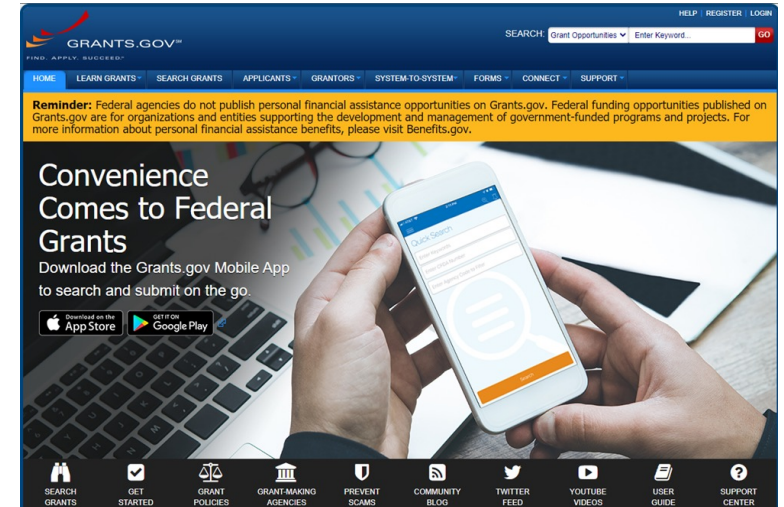 HELP | REGISTER | LOGIN
GRANTS.GOV℠
FIND. APPLY. SUCCEED.℠
SEARCH: Grant Opportunities Enter Keyword... GO
HOME LEARN GRANTS SEARCH GRANTS APPLICANTS GRANTORS SYSTEM-TO-SYSTEM FORMS CONNECT SUPPORT
Reminder: Federal agencies do not publish personal financial assistance opportunities on Grants.gov. Federal funding opportunities published on
Grants.gov are for organizations and entities supporting the development and management of government-funded programs and projects. For
more information about personal financial assistance benefits, please visit Benefits.gov.
Convenience
Comes to Federal
Grants
Download the Grants.gov Mobile App
to search and submit on the go.
Download on the
App Store
GET IT ON
Google Play
Quick Search
Search
SEARCH
GRANTS
GET
STARTED
GRANT
POLICIES
GRANT-MAKING
AGENCIES
PREVENT
SCAMS
COMMUNITY
BLOG
TWITTER
FEED
YOUTUBE
VIDEOS
USER
GUIDE
SUPPORT
CENTER